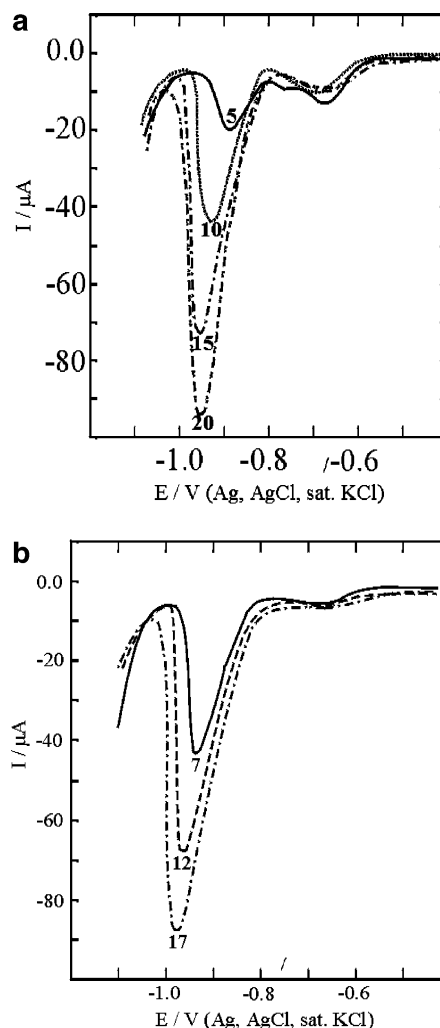 a
0.0
-20
-40
-60
-80
I / μA
5
10
15
20
-1.0 -0.8 /-0.6
E / V (Ag, AgCl, sat. KCl)
b
0.0
-20
-40
-60
-80
I / μA
7
12
17
/
-1.0 -0.8 -0.6
E / V (Ag, AgCl, sat. KCl)